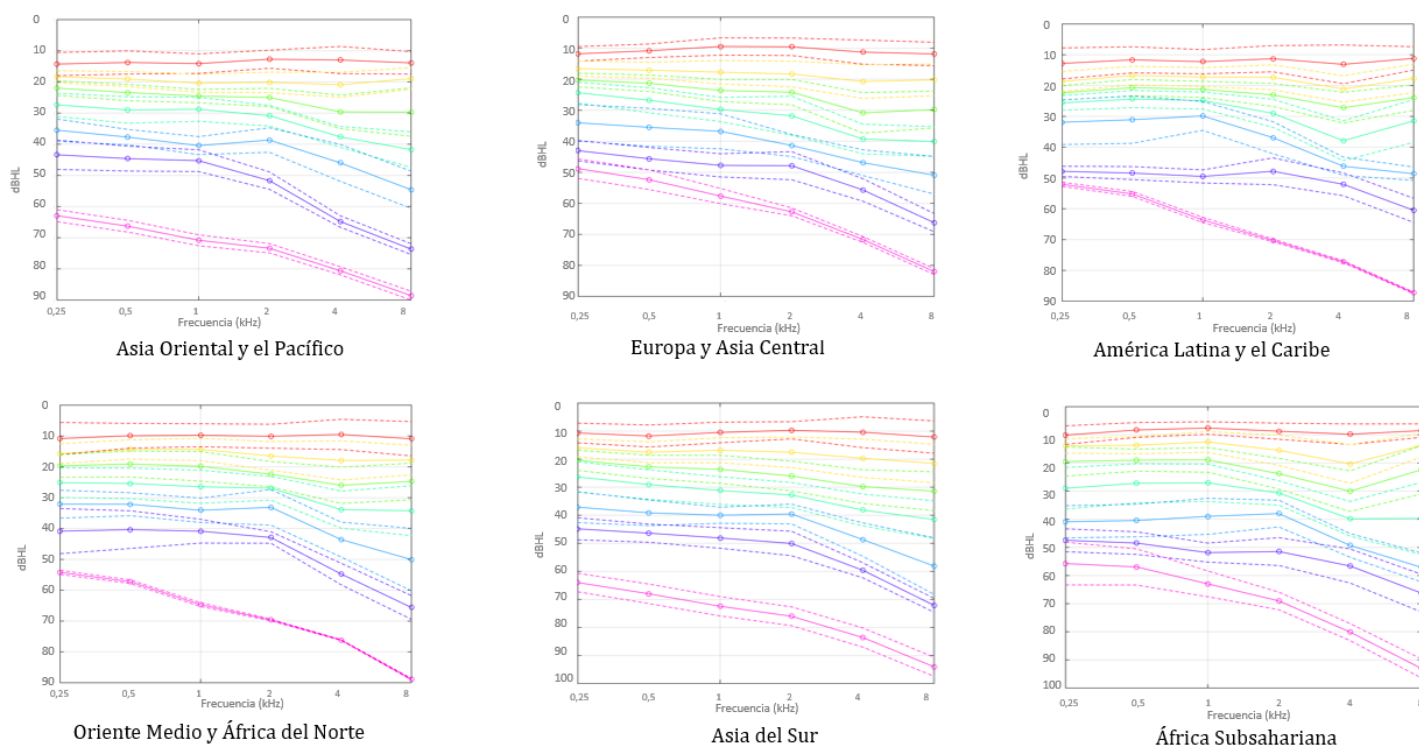 0
10
20
30
40
50
60
70
80
90
dBHL
0,25 0,5 1 2 4 8
Frecuencia (kHz)
Asia Oriental y el Pacífico
0
10
20
30
40
50
60
70
80
90
dBHL
0,25 0,5 1 2 4 8
Frecuencia (kHz)
Europa y Asia Central
0
10
20
30
40
50
60
70
80
90
dBHL
0,25 0,5 1 2 4 8
Frecuencia (kHz)
América Latina y el Caribe
0
10
20
30
40
50
60
70
80
90
dBHL
0,25 0,5 1 2 4 8
Frecuencia (kHz)
Oriente Medio y África del Norte
0
10
20
30
40
50
60
70
80
90
100
dBHL
0,25 0,5 1 2 4 8
Frecuencia (kHz)
Asia del Sur
0
10
20
30
40
50
60
70
80
90
100
dBHL
0,25 0,5 1 2 4 8
Frecuencia (kHz)
África Subsahariana